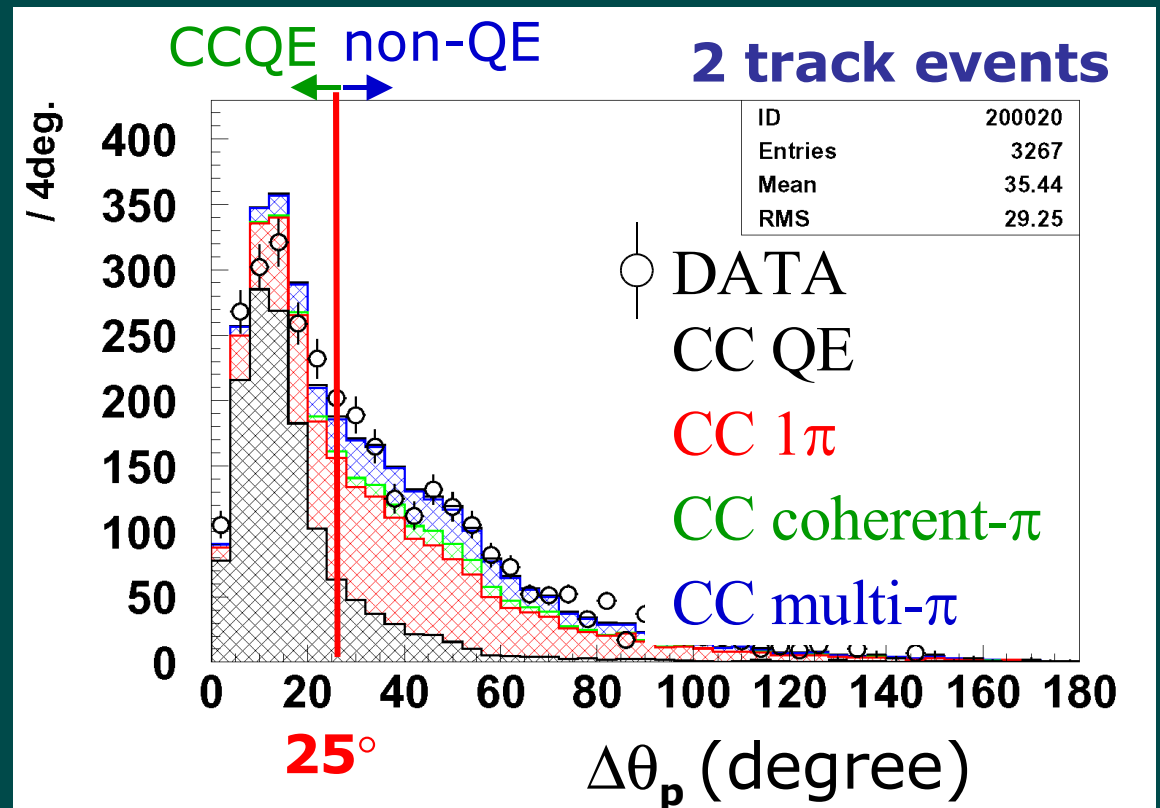 CCQE non-QE
2 track events
/ 4deg.
ID 200020
Entries 3267
Mean 35.44
RMS 29.25
400
350
300
250
200
150
100
50
0
DATA
CC QE
CC 1π
CC coherent-π
CC multi-π
0 20 40 60 80 100 120 140 160 180
25°
Δθp (degree)